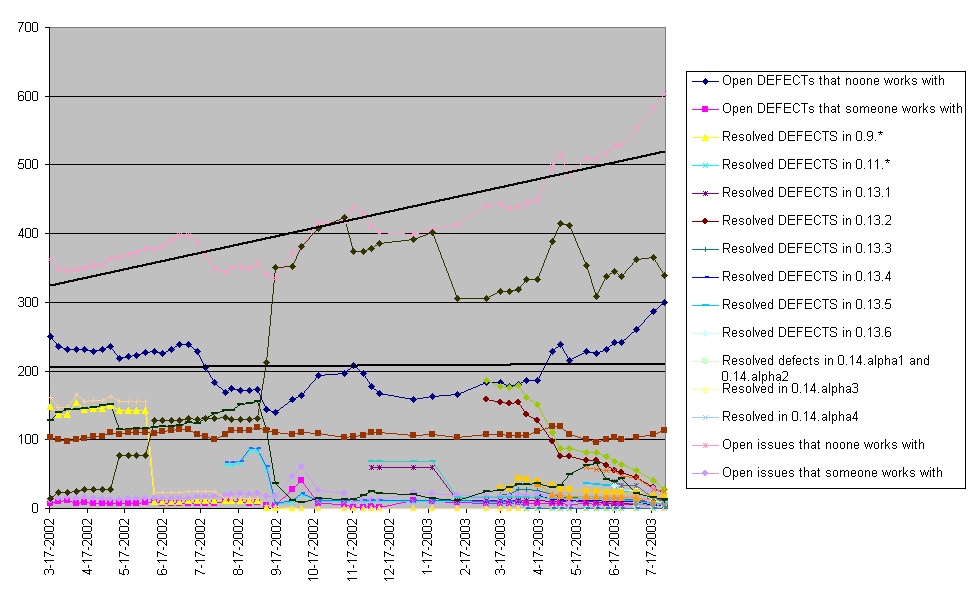 700
600
500
400
300
200
100
0
3-17-2002
4-17-2002
5-17-2002
6-17-2002
7-17-2002
8-17-2002
9-17-2002
10-17-2002
11-17-2002
12-17-2002
1-17-2003
2-17-2003
3-17-2003
4-17-2003
5-17-2003
6-17-2003
7-17-2003
Open DEFECTs that noone works with
Open DEFECTs that someone works with
Resolved DEFECTS in 0.9.*
Resolved DEFECTS in 0.11.*
Resolved DEFECTS in 0.13.1
Resolved DEFECTS in 0.13.2
Resolved DEFECTS in 0.13.3
Resolved DEFECTS in 0.13.4
Resolved DEFECTS in 0.13.5
Resolved DEFECTS in 0.13.6
Resolved defects in 0.14.alpha1 and
0.14.alpha2
Resolved in 0.14.alpha3
Resolved in 0.14.alpha4
Open issues that noone works with
Open issues that someone works with